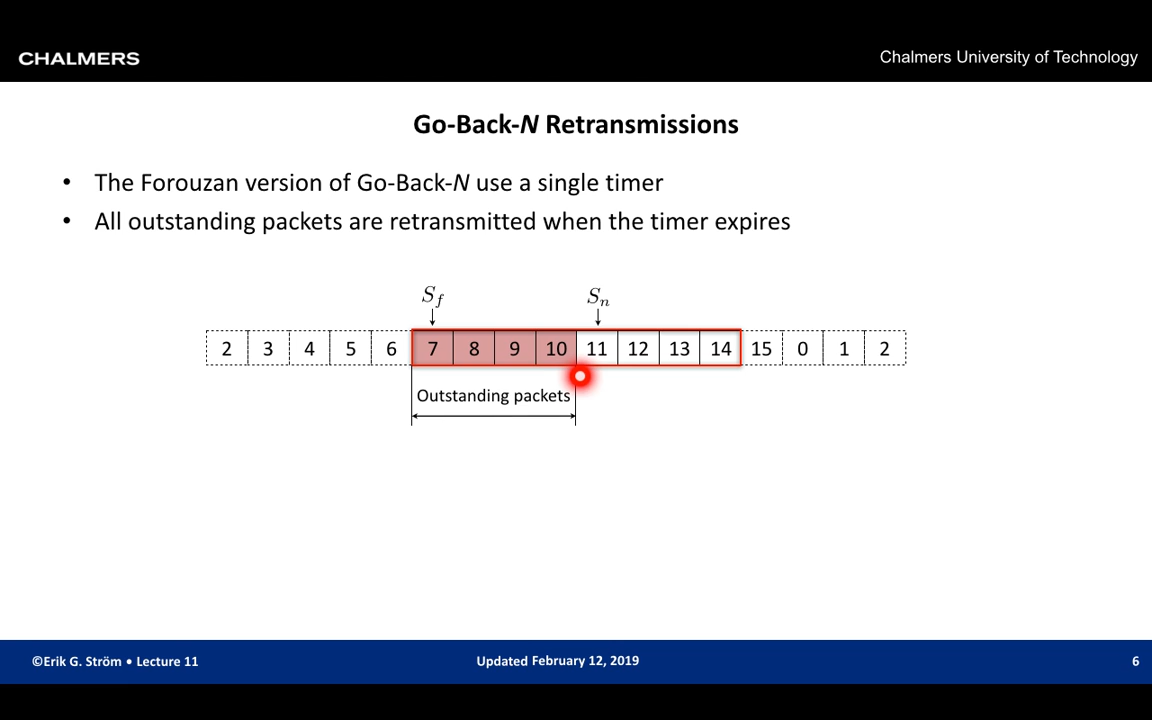 CHALMERS
Chalmers University of Technology
Go-Back-N Retransmissions
• The Forouzan version of Go-Back-N use a single timer
• All outstanding packets are retransmitted when the timer expires
S_f S_n
2 3 4 5 6 7 8 9 10 11 12 13 14 15 0 1 2
Outstanding packets
©Erik G. Ström • Lecture 11 Updated February 12, 2019 6